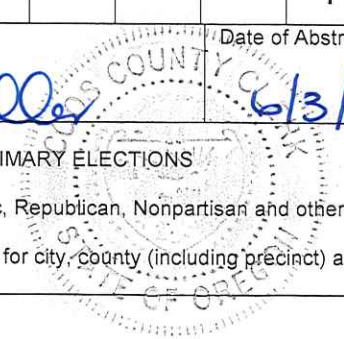 Date of Abstr
6/3/
COOS COUNTY CLERK
IMARY ELECTIONS
, Republican, Nonpartisan and other
for city, county (including precinct) a
STATE OF OREGON